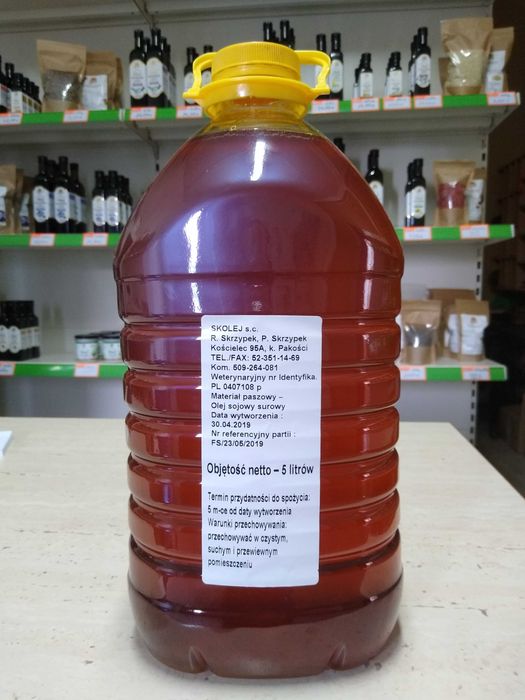 SKOLEJ s.c.
R. Skrzypek, P. Skrzypek
Kościelec 95A, k. Pakości
TEL./FAX: 52-351-14-69
Kom. 509-264-081
Weterynaryjny nr Identyfika.
PL 0407108 p
Materiał paszowy –
Olej sojowy surowy
Data wytworzenia :
30.04.2019
Nr referencyjny partii :
FS/23/05/2019
Objętość netto – 5 litrów
Termin przydatności do spożycia:
5 m-ce od daty wytworzenia
Warunki przechowywania:
przechowywać w czystym,
suchym i przewiewnym
pomieszczeniu